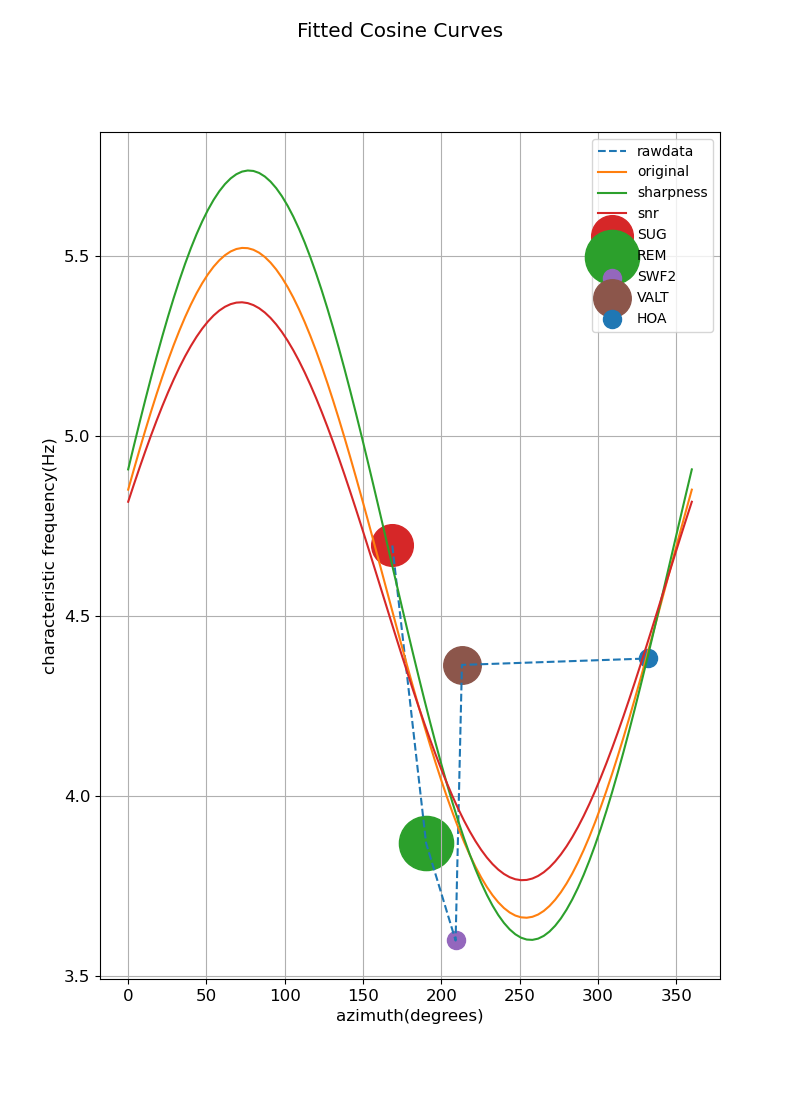 Fitted Cosine Curves
rawdata
original
sharpness
snr
SUG
REM
SWF2
VALT
HOA
5.5
5.0
4.5
4.0
3.5
characteristic frequency(Hz)
0 50 100 150 200 250 300 350
azimuth(degrees)